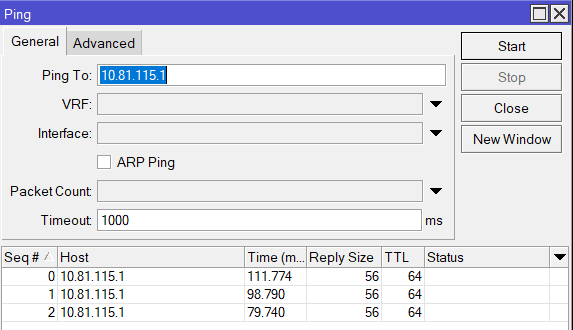 Ping
General Advanced
Start
Ping To: 10.81.115.1
Stop
VRF:
Close
Interface:
New Window
ARP Ping
Packet Count:
Timeout: 1000 ms
Seq # Host Time (m... Reply Size TTL Status
0 10.81.115.1 111.774 56 64
1 10.81.115.1 98.790 56 64
2 10.81.115.1 79.740 56 64